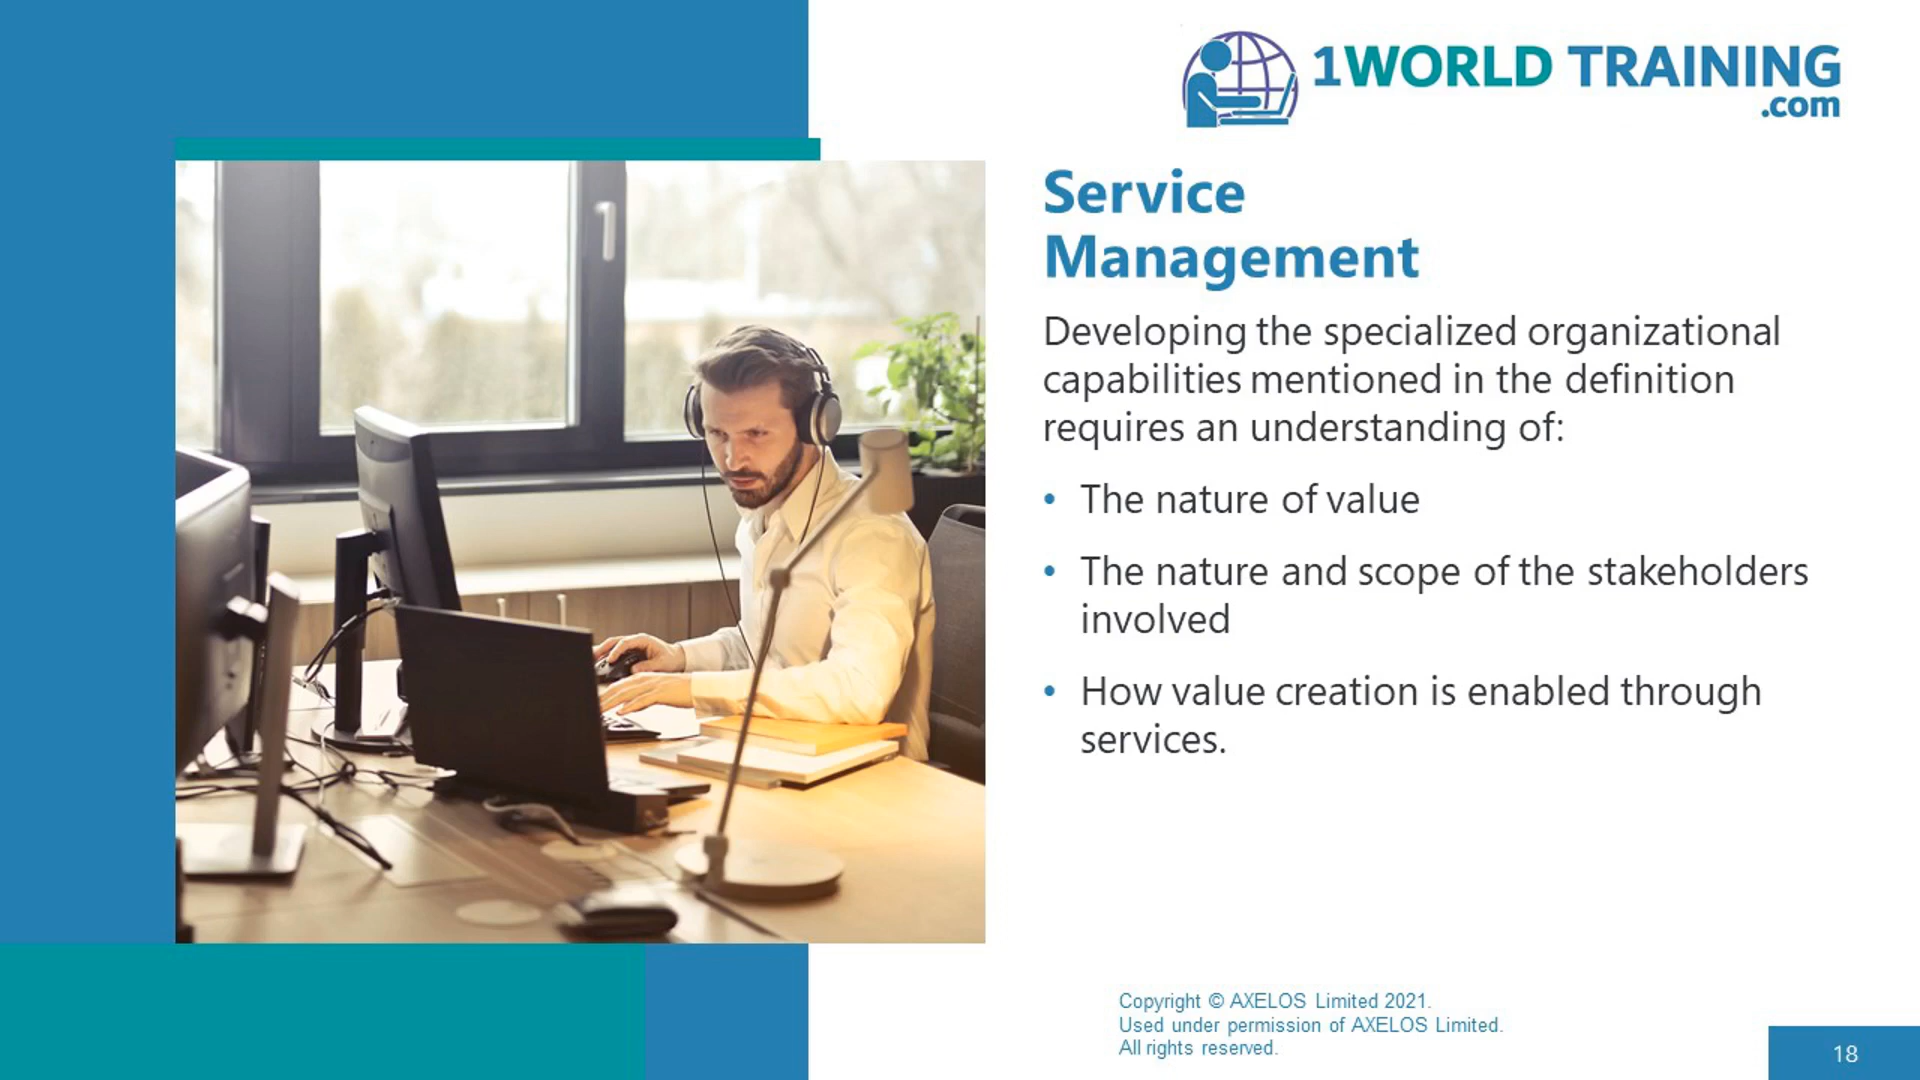 1WORLD TRAINING
.com
Service
Management
Developing the specialized organizational
capabilities mentioned in the definition
requires an understanding of:
• The nature of value
• The nature and scope of the stakeholders
involved
• How value creation is enabled through
services.
Copyright © AXELOS Limited 2021.
Used under permission of AXELOS Limited.
All rights reserved.
18